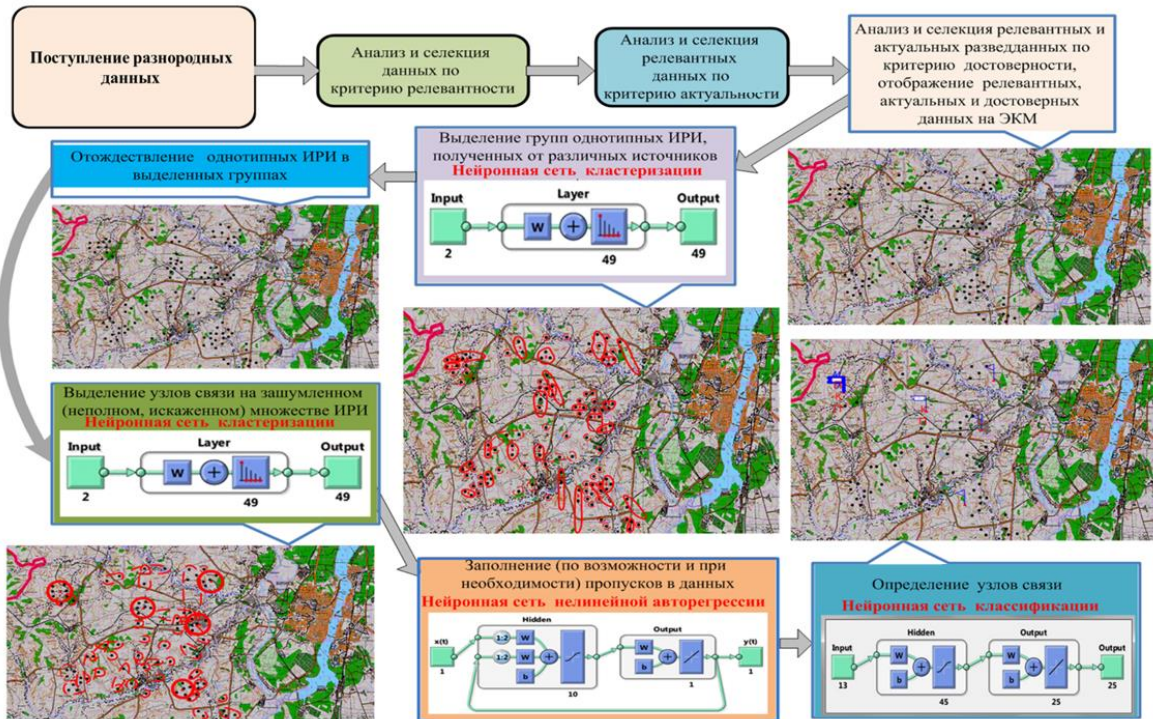 Поступление разнородных
данных
Анализ и селекция
данных по
критерию релевантности
Анализ и селекция
релевантных
данных по
критерию актуальности
Анализ и селекция релевантных и
актуальных разведданных по
критерию достоверности,
отображение релевантных,
актуальных и достоверных
данных на ЭКМ
Выделение групп однотипных ИРИ,
полученных от различных источников
Нейронная сеть кластеризации
Input
Layer
Output
W
+
2
49
49
Отождествление однотипных ИРИ в
выделенных группах
Выделение узлов связи на зашумленном
(неполном, искаженном) множестве ИРИ
Нейронная сеть кластеризации
Input
Layer
Output
W
+
2
49
49
Заполнение (по возможности и при
необходимости) пропусков в данных
Нейронная сеть нелинейной авторегрессии
Hidden
Output
x(t)
1:2
W
1:2
W
b
+
W
b
+
y(t)
1
10
1
1
Определение узлов связи
Нейронная сеть классификации
Hidden
Output
Input
W
b
+
W
b
+
Output
13
45
25
25